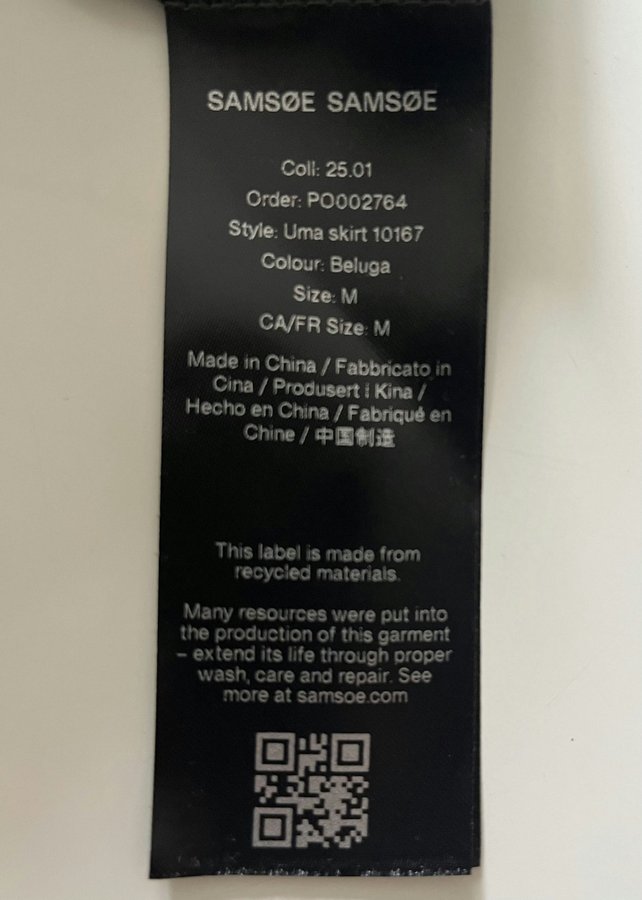 SAMSØE SAMSØE
Coll: 25.01
Order: PO002764
Style: Uma skirt 10167
Colour: Beluga
Size: M
CA/FR Size: M
Made in China / Fabbricato in
Cina / Produsert i Kina /
Hecho en China / Fabriqué en
Chine / 中国制造
This label is made from
recycled materials.
Many resources were put into
the production of this garment
– extend its life through proper
wash, care and repair. See
more at samsoe.com